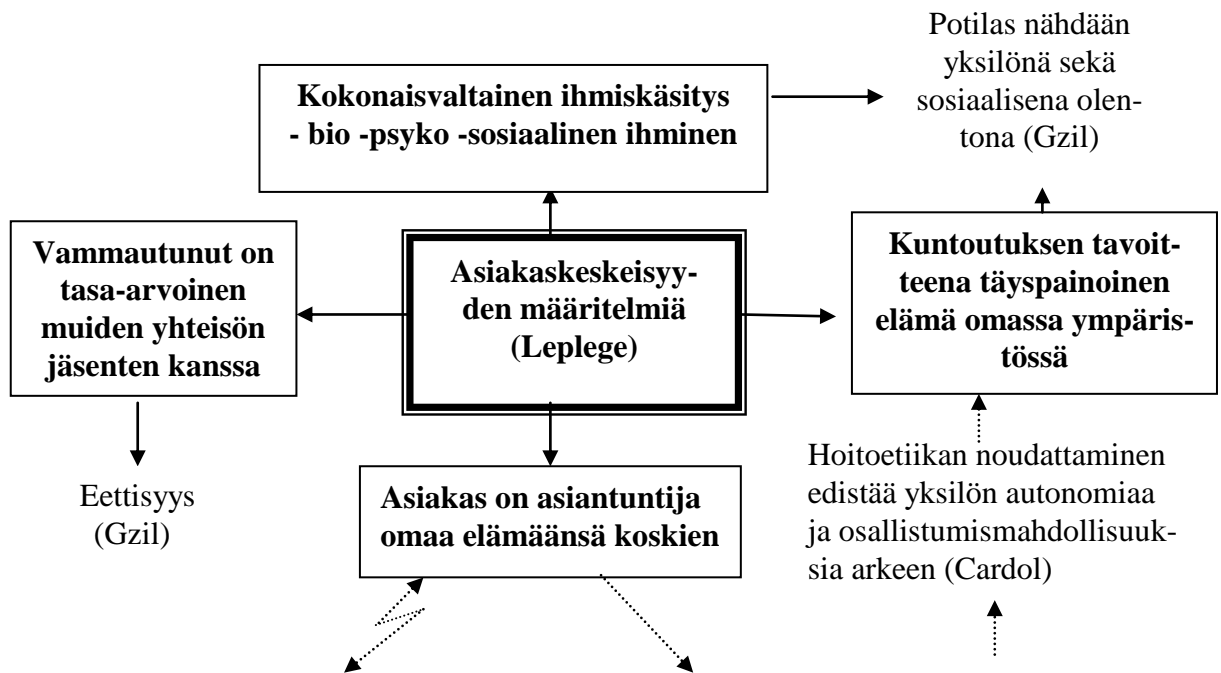 Potilas nähdään
yksilönä sekä
sosiaalisena olen-
tona (Gzil)
Kokonaisvaltainen ihmiskäsitys
- bio -psyko -sosiaalinen ihminen
Vammautunut on
tasa-arvoinen
muiden yhteisön
jäsenten kanssa
Asiakaskeskeisyy-
den määritelmiä
(Leplege)
Kuntoutuksen tavoit-
teena täyspainoinen
elämä omassa ympäris-
tössä
Eettisyys
(Gzil)
Asiakas on asiantuntija
omaa elämäänsä koskien
Hoitoetiikan noudattaminen
edistää yksilön autonomiaa
ja osallistumismahdollisuuk-
sia arkeen (Cardol)